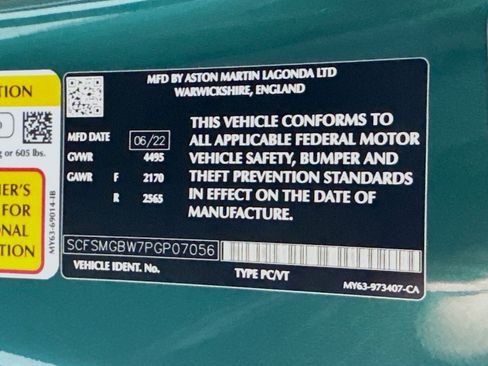 MFD BY ASTON MARTIN LAGONDA LTD
WARWICKSHIRE, ENGLAND
MFD DATE 06/22
GVWR 4495
GAWR F 2170
R 2565
THIS VEHICLE CONFORMS TO
ALL APPLICABLE FEDERAL MOTOR
VEHICLE SAFETY, BUMPER AND
THEFT PREVENTION STANDARDS
IN EFFECT ON THE DATE OF
MANUFACTURE.
SCFSMGBW7PGP07056
VEHICLE IDENT. No. TYPE PC/VT
MY63-973407-CA
TION
g or 605 lbs.
ER'S
FOR
ONAL
ATION
MY63-69014-IB